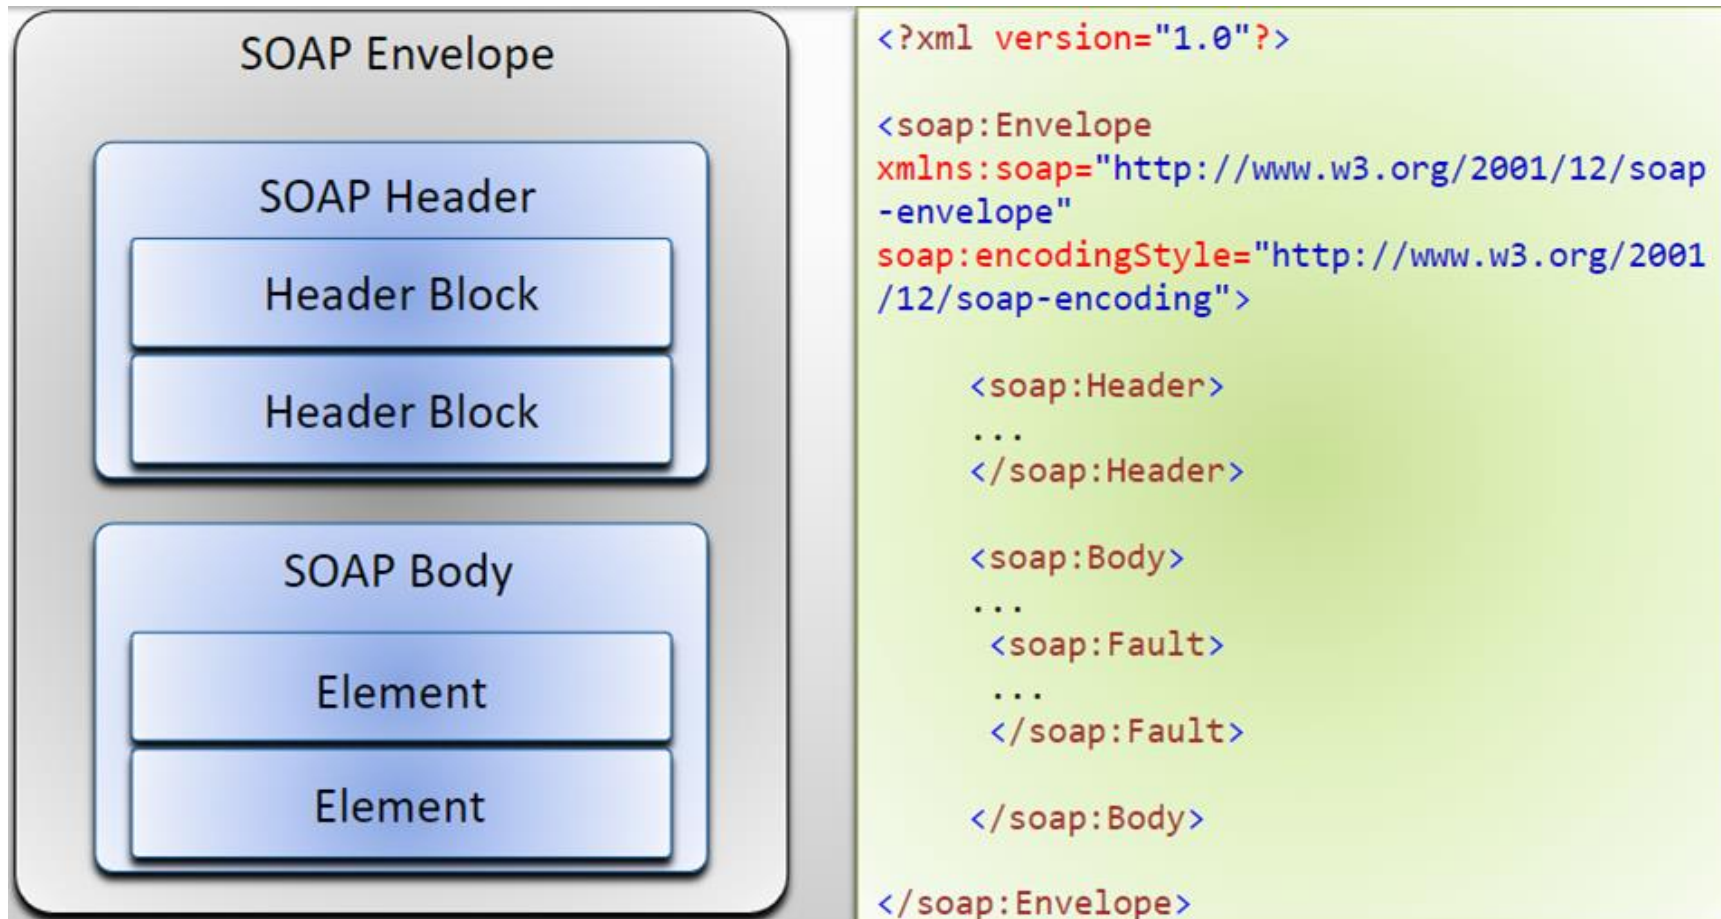 SOAP Envelope
SOAP Header
Header Block
Header Block
SOAP Body
Element
Element
<?xml version="1.0"?>
<soap:Envelope
xmlns:soap="http://www.w3.org/2001/12/soap
-envelope"
soap:encodingStyle="http://www.w3.org/2001
/12/soap-encoding">
<soap:Header>
...
</soap:Header>
<soap:Body>
...
<soap:Fault>
...
</soap:Fault>
</soap:Body>
</soap:Envelope>